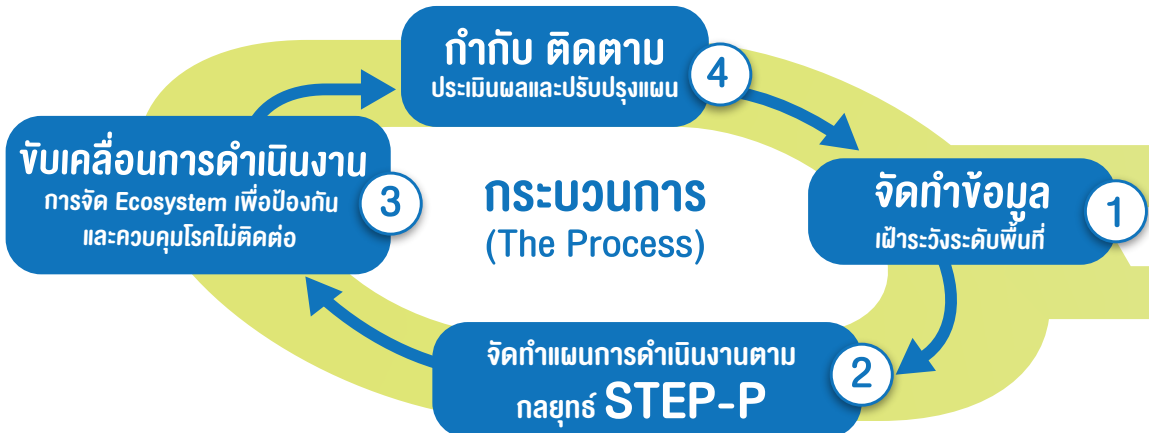 กำกับ ติดตาม
ประเมินผลและปรับปรุงแผน
4
ขับเคลื่อนการดำเนินงาน
การจัด Ecosystem เพื่อป้องกัน
และควบคุมโรคไม่ติดต่อ
3
กระบวนการ
(The Process)
จัดทำข้อมูล
เฝ้าระวังระดับพื้นที่
1
จัดทำแผนการดำเนินงานตาม
กลยุทธ์ STEP-P
2